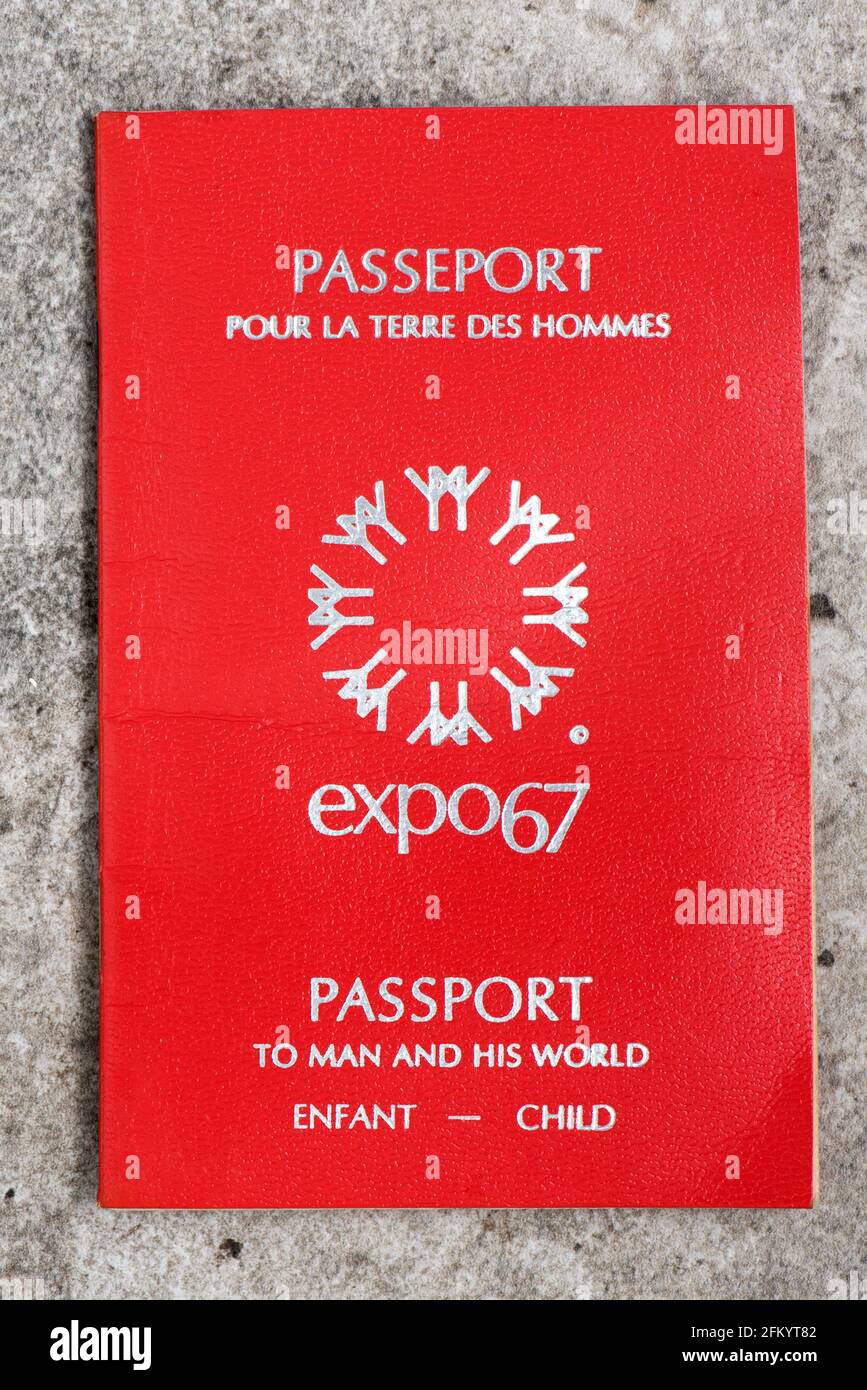 PASSEPORT
POUR LA TERRE DES HOMMES
©
expo67
PASSPORT
TO MAN AND HIS WORLD
ENFANT — CHILD
alamy
alamy
Image ID: 2FKYT82
www.alamy.com